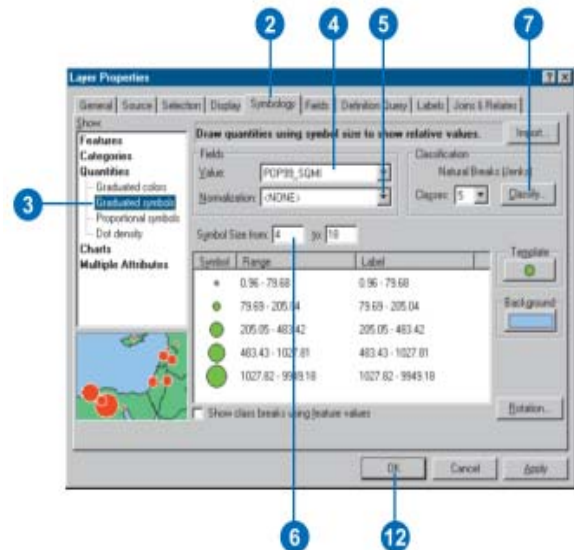 2 4 5 7
Layer Properties
General Source Selection Display Symbology Fields Definition Query Labels Joins & Relates
Show:
Features
Categories
Quantities
Graduated colors
Graduated symbols
Proportional symbols
Dot density
Charts
Multiple Attributes
3
Draw quantities using symbol size to show relative values.
Import...
Fields
Value: POP99_SQMI
Normalization: <NONE>
Classification
Natural Breaks (Jenks)
Classes: 5 Classify...
Symbol Size from: 4 to: 18
Symbol Range Label
0.96 - 79.68 0.96 - 79.68
79.69 - 205.04 79.69 - 205.04
205.05 - 483.42 205.05 - 483.42
483.43 - 1027.81 483.43 - 1027.81
1027.82 - 9949.18 1027.82 - 9949.18
Template
Background
Show class breaks using feature values
Rotation...
OK Cancel Apply
6 12